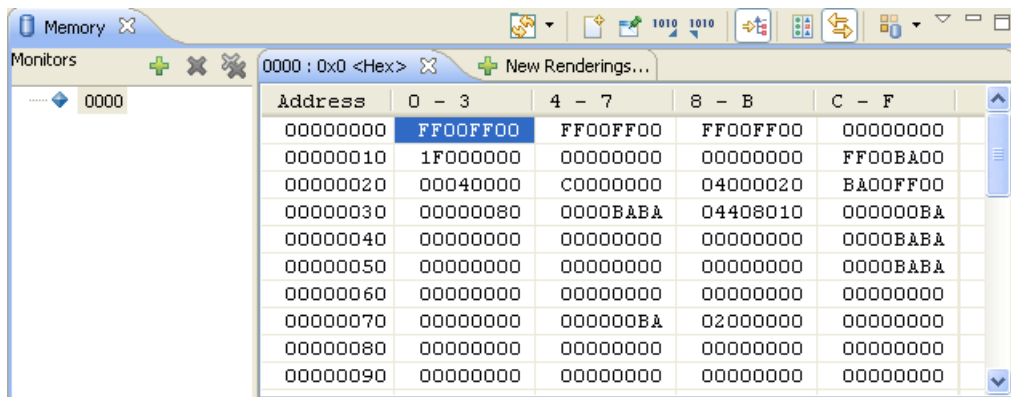 Memory
1010 1010
Monitors
0000 : 0x0 <Hex> New Renderings...
0000
Address 0 - 3 4 - 7 8 - B C - F
00000000 FF00FF00 FF00FF00 FF00FF00 00000000
00000010 1F000000 00000000 00000000 FF00BA00
00000020 00040000 C0000000 04000020 BA00FF00
00000030 00000080 0000BABA 04408010 000000BA
00000040 00000000 00000000 00000000 0000BABA
00000050 00000000 00000000 00000000 0000BABA
00000060 00000000 00000000 00000000 00000000
00000070 00000000 000000BA 02000000 00000000
00000080 00000000 00000000 00000000 00000000
00000090 00000000 00000000 00000000 00000000